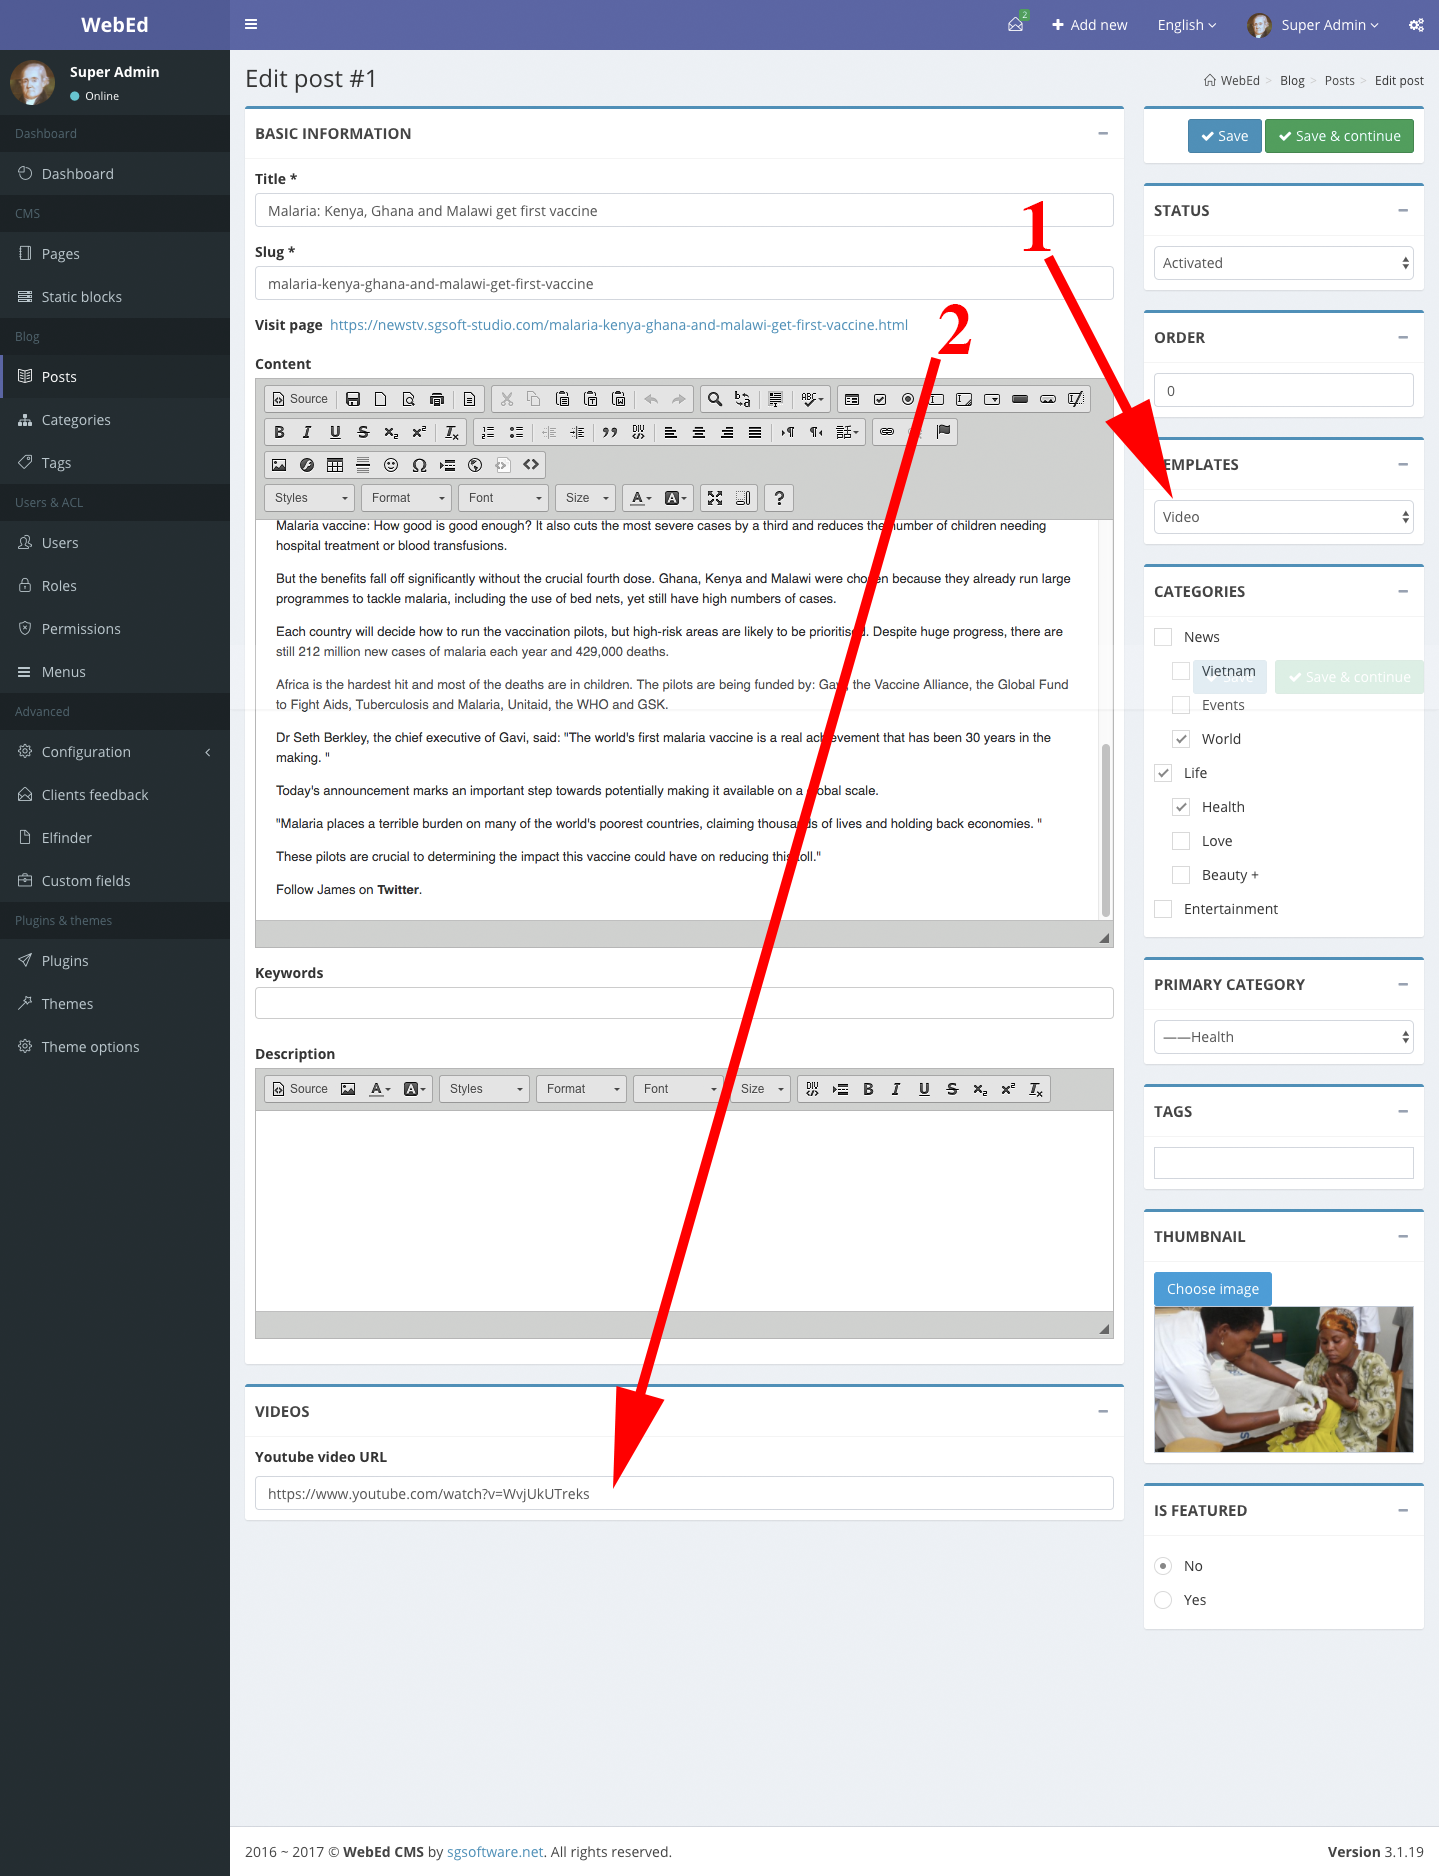 WebEd
2
Add new
English
Super Admin
Super Admin
Online
Dashboard
Dashboard
CMS
Pages
Static blocks
Blog
Posts
Categories
Tags
Users & ACL
Users
Roles
Permissions
Menus
Advanced
Configuration
Clients feedback
Elfinder
Custom fields
Plugins & themes
Plugins
Themes
Theme options
Edit post #1
WebEd > Blog > Posts > Edit post
BASIC INFORMATION
Title *
Malaria: Kenya, Ghana and Malawi get first vaccine
1
Slug *
malaria-kenya-ghana-and-malawi-get-first-vaccine
2
Visit page https://newstv.sgsoft-studio.com/malaria-kenya-ghana-and-malawi-get-first-vaccine.html
Content
Source
Styles Format Font Size
Malaria vaccine: How good is good enough? It also cuts the most severe cases by a third and reduces the number of children needing
hospital treatment or blood transfusions.
But the benefits fall off significantly without the crucial fourth dose. Ghana, Kenya and Malawi were chosen because they already run large
programmes to tackle malaria, including the use of bed nets, yet still have high numbers of cases.
Each country will decide how to run the vaccination pilots, but high-risk areas are likely to be prioritised. Despite huge progress, there are
still 212 million new cases of malaria each year and 429,000 deaths.
Africa is the hardest hit and most of the deaths are in children. The pilots are being funded by: Gavi, the Vaccine Alliance, the Global Fund
to Fight Aids, Tuberculosis and Malaria, Unitaid, the WHO and GSK.
Dr Seth Berkley, the chief executive of Gavi, said: "The world's first malaria vaccine is a real achievement that has been 30 years in the
making. "
Today's announcement marks an important step towards potentially making it available on a global scale.
"Malaria places a terrible burden on many of the world's poorest countries, claiming thousands of lives and holding back economies. "
These pilots are crucial to determining the impact this vaccine could have on reducing this toll."
Follow James on Twitter.
Keywords
Description
Source Styles Format Font Size
VIDEOS
Youtube video URL
https://www.youtube.com/watch?v=WvjUkUTreks
Save
Save & continue
STATUS
Activated
ORDER
0
TEMPLATES
Video
CATEGORIES
News
Vietnam
Save
Save & continue
Events
World
Life
Health
Love
Beauty +
Entertainment
PRIMARY CATEGORY
——Health
TAGS
THUMBNAIL
Choose image
IS FEATURED
No
Yes
2016 ~ 2017 © WebEd CMS by sgsoftware.net. All rights reserved.
Version 3.1.19